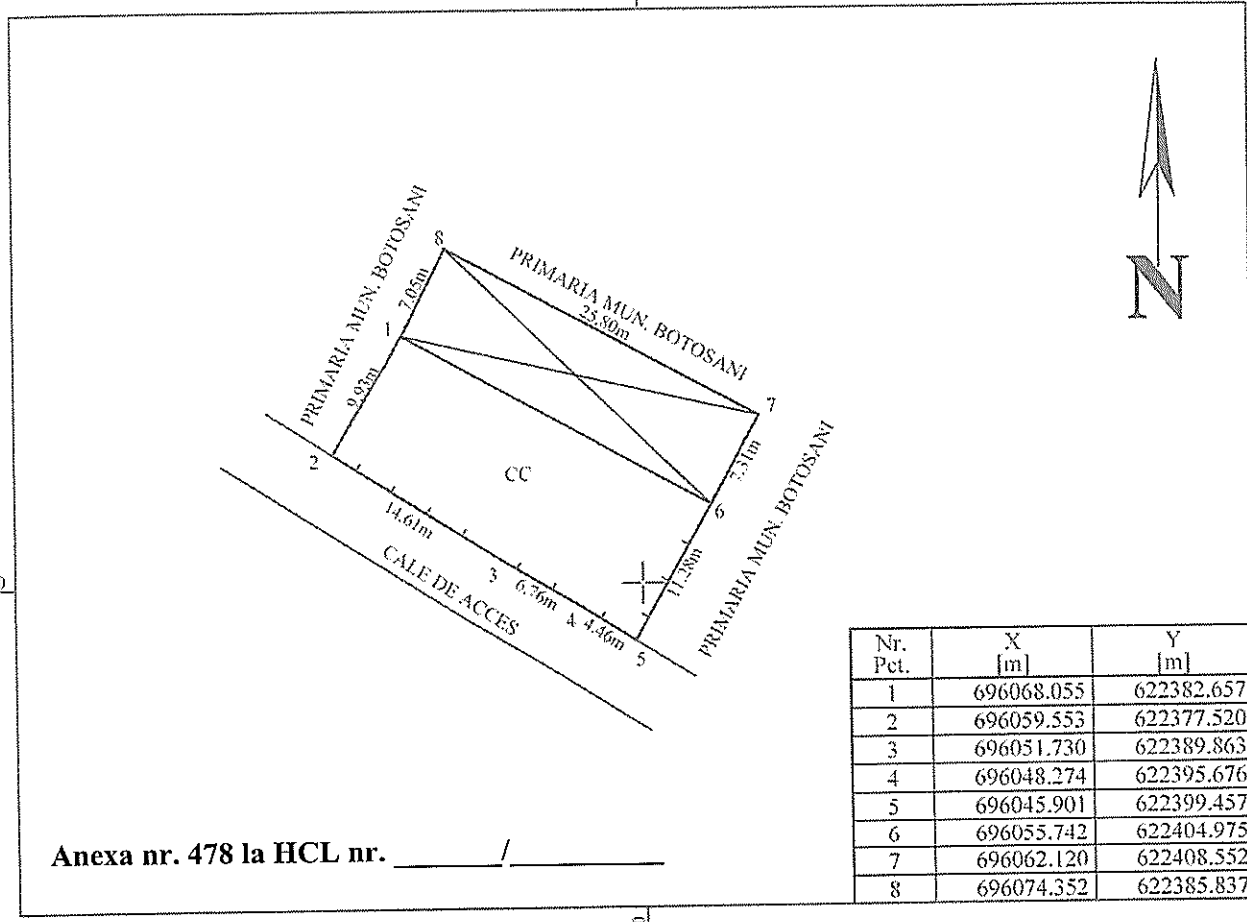 N
PRIMARIA MUN. BOTOSANI
8
PRIMARIA MUN. BOTOSANI
25.80m
7.05m
1
9.93m
7
7.31m
PRIMARIA MUN. BOTOSANI
6
2
CC
14.61m
11.28m
CALE DE ACCES
3
6.76m
4
4.46m
5
Nr. Pct. X [m] Y [m]
1 696068.055 622382.657
2 696059.553 622377.520
3 696051.730 622389.863
4 696048.274 622395.676
5 696045.901 622399.457
6 696055.742 622404.975
7 696062.120 622408.552
8 696074.352 622385.837
Anexa nr. 478 la HCL nr. ______/_________